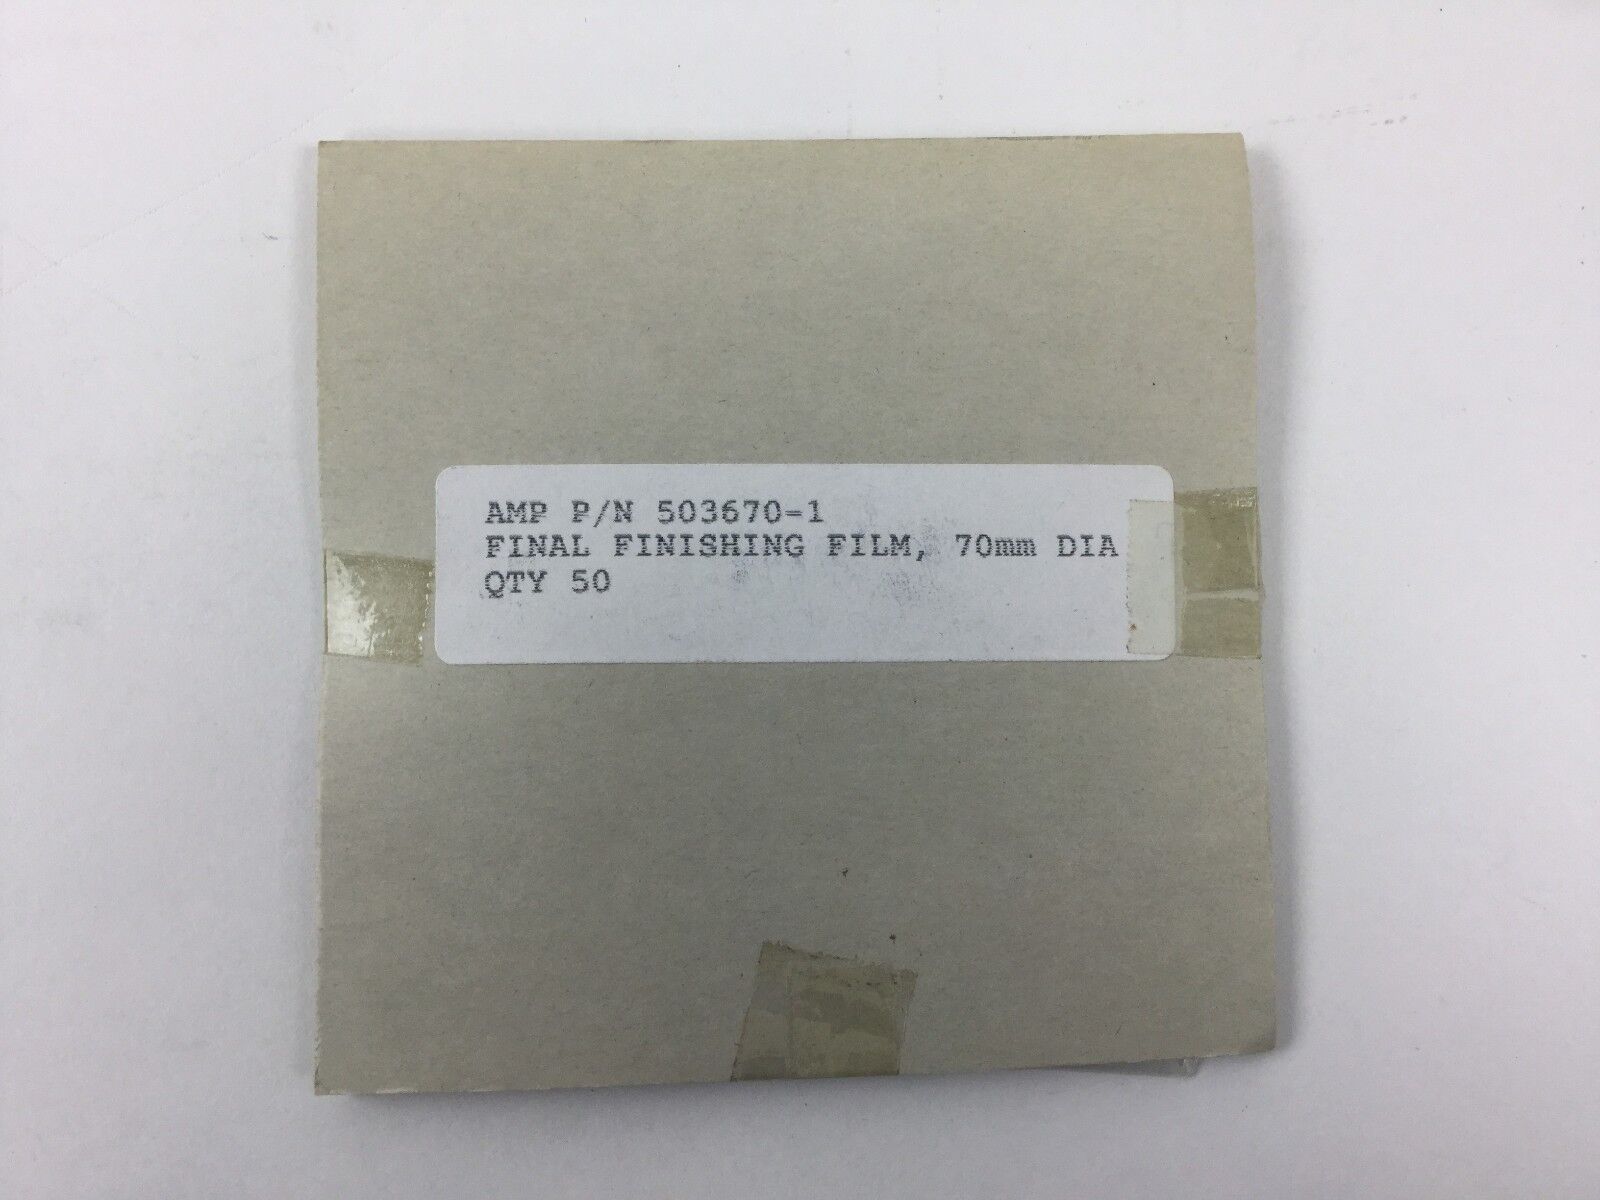 AMP P/N 503670-1
FINAL FINISHING FILM, 70mm DIA
QTY 50